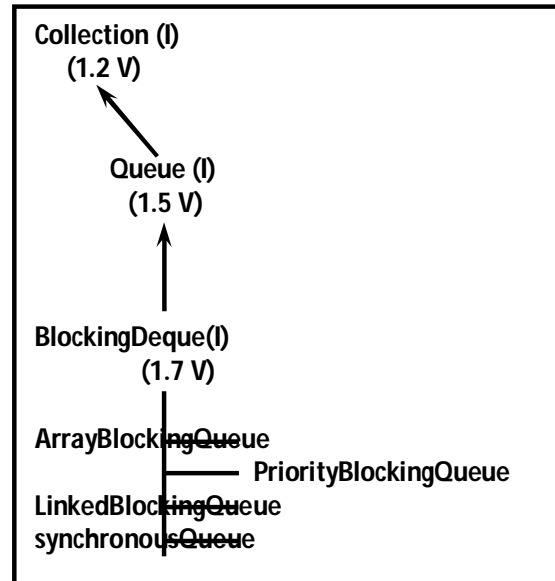 Collection (I)
(1.2 V)
Queue (I)
(1.5 V)
BlockingDeque(I)
(1.7 V)
ArrayBlockingQueue
PriorityBlockingQueue
LinkedBlockingQueue
synchronousQueue